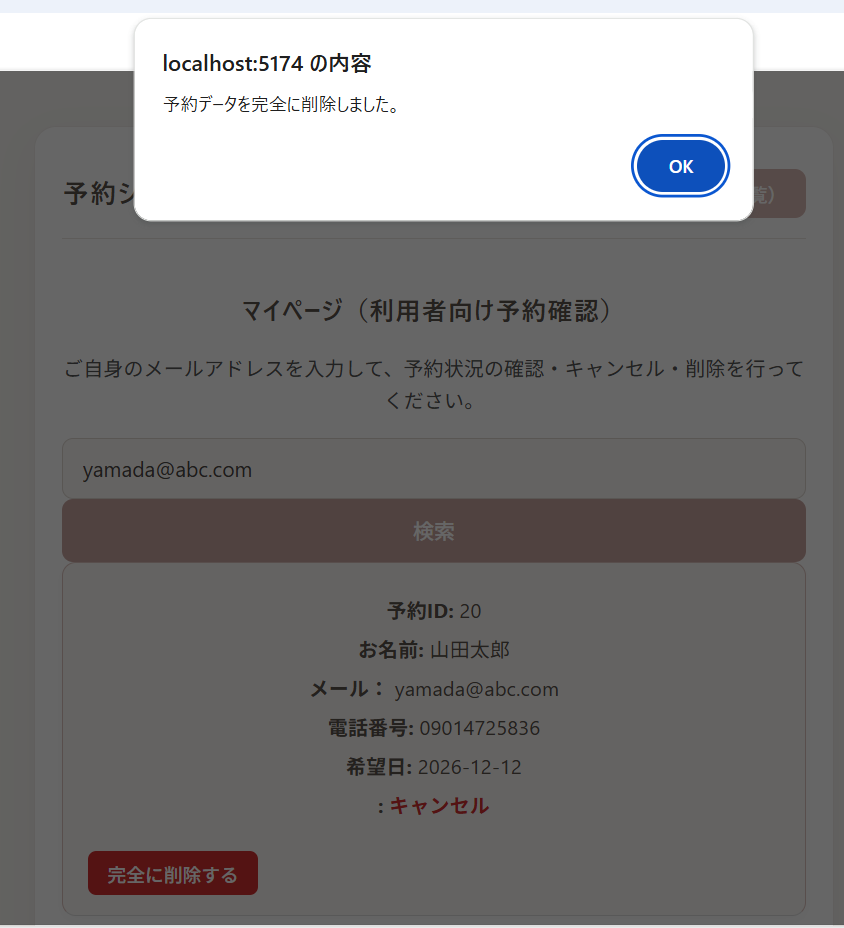 localhost:5174 の内容
予約データを完全に削除しました。
OK
予約シ
覧）
マイページ（利用者向け予約確認）
ご自身のメールアドレスを入力して、予約状況の確認・キャンセル・削除を行って
ください。
yamada@abc.com
検索
予約ID: 20
お名前: 山田太郎
メール： yamada@abc.com
電話番号: 09014725836
希望日: 2026-12-12
: キャンセル
完全に削除する